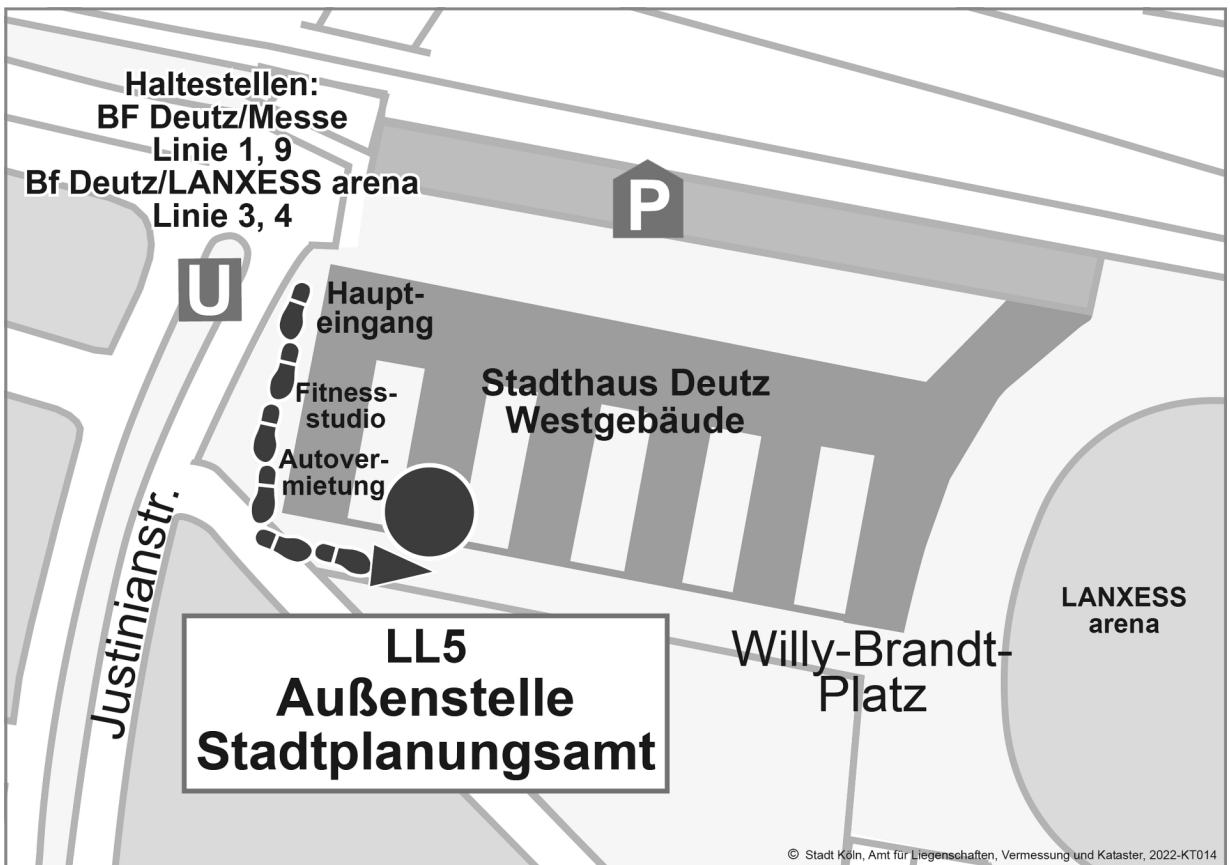 Haltestellen:
BF Deutz/Messe
Linie 1, 9
Bf Deutz/LANXESS arena
Linie 3, 4
P
U
Haupt-
eingang
Fitness-
studio
Autover-
mietung
Stadthaus Deutz
Westgebäude
Justinianstr.
LL5
Außenstelle
Stadtplanungsamt
Willy-Brandt-
Platz
LANXESS
arena
© Stadt Köln, Amt für Liegenschaften, Vermessung und Kataster, 2022-KT014